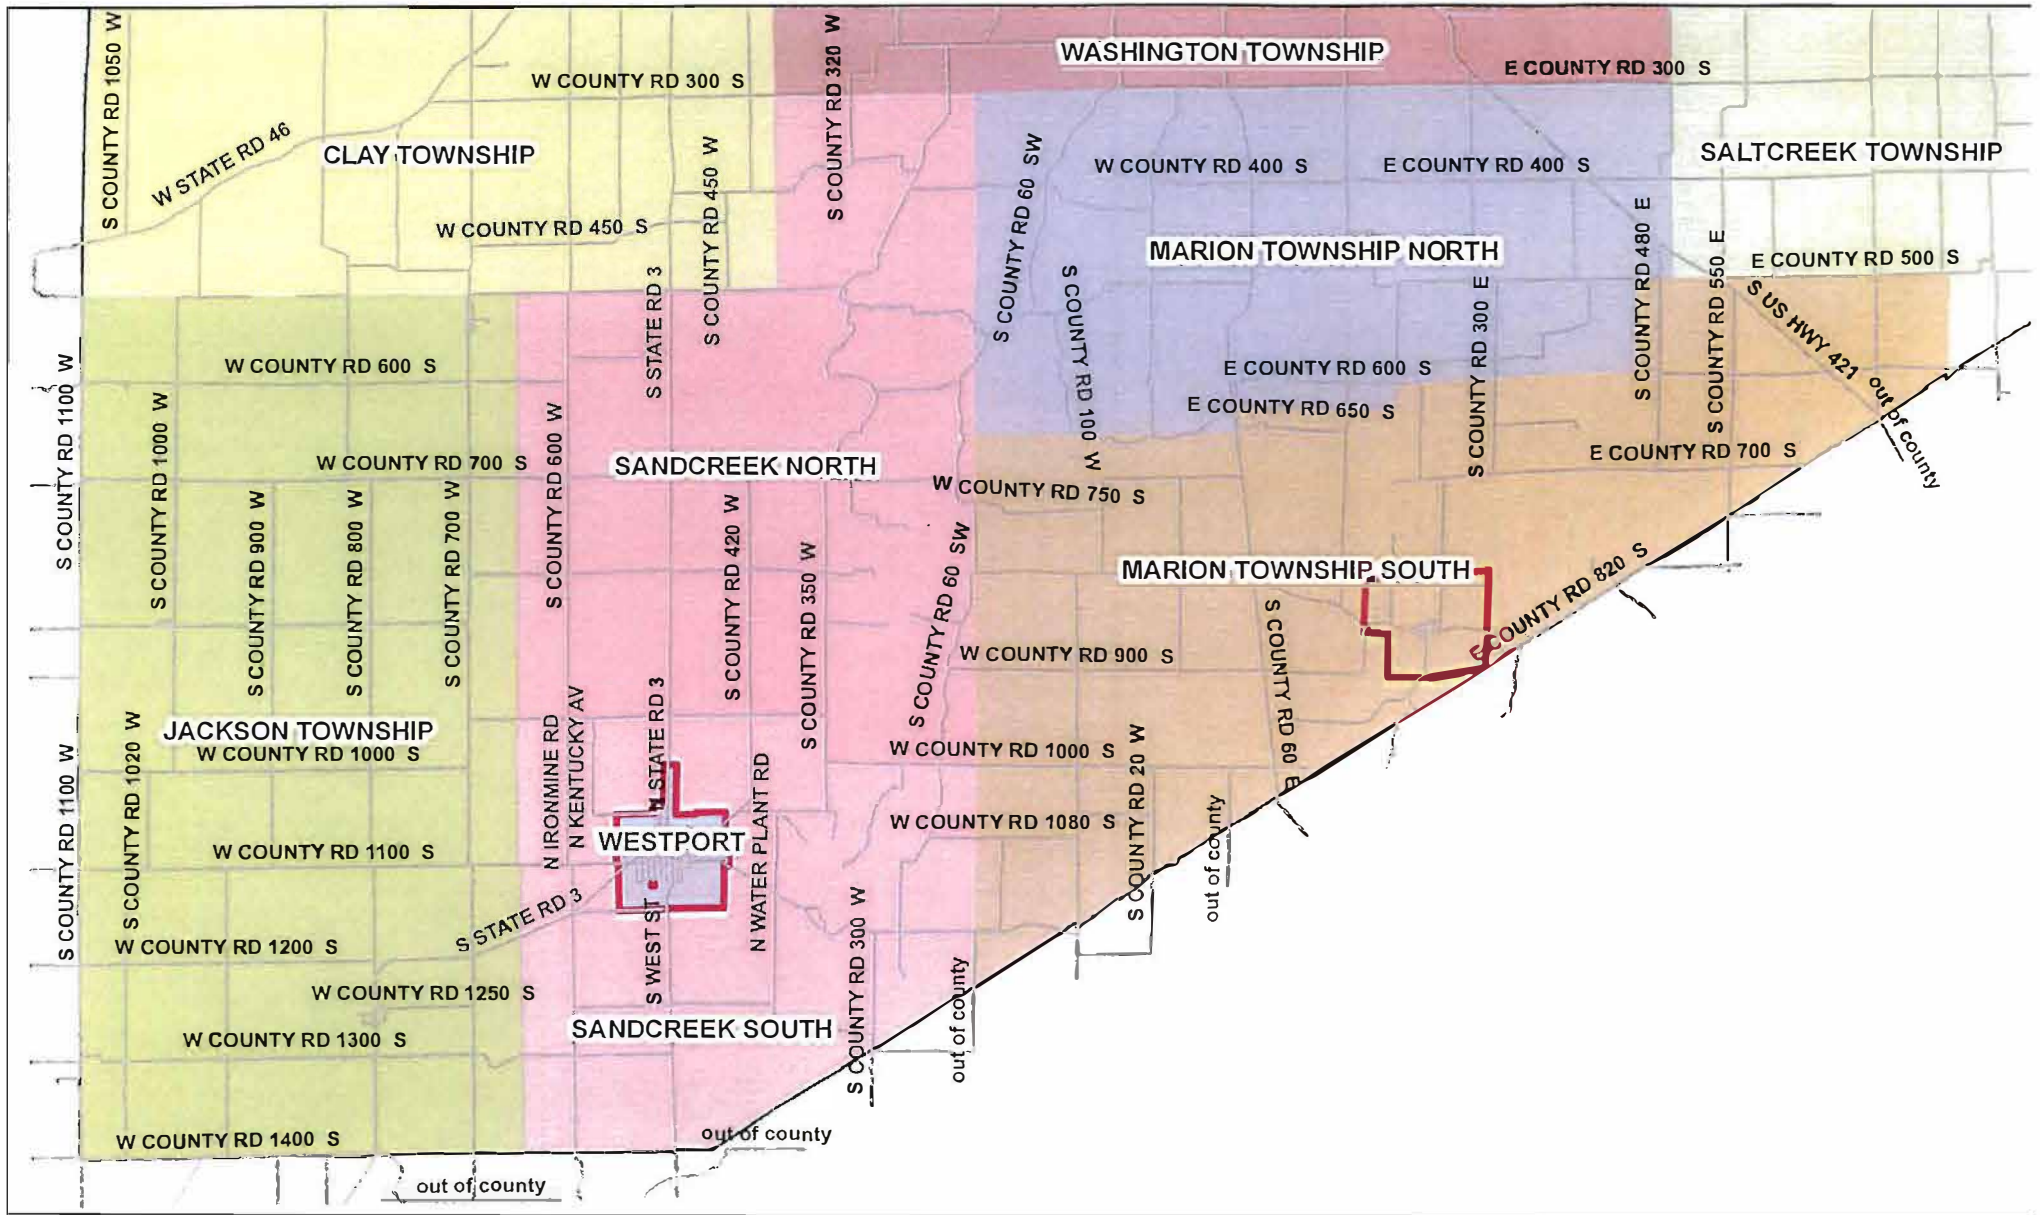 WASHINGTON TOWNSHIP
E COUNTY RD 300 S
W COUNTY RD 300 S
S COUNTY RD 1050 W
S COUNTY RD 320 W
W STATE RD 46
CLAY TOWNSHIP
S COUNTY RD 450 W
S COUNTY RD 60 SW
W COUNTY RD 400 S
E COUNTY RD 400 S
SALTCREEK TOWNSHIP
W COUNTY RD 450 S
MARION TOWNSHIP NORTH
S COUNTY RD 480 E
S COUNTY RD 550 E
E COUNTY RD 500 S
S STATE RD 3
S COUNTY RD 100 W
S COUNTY RD 300 E
S US HWY 421
out of county
S COUNTY RD 1100 W
W COUNTY RD 600 S
E COUNTY RD 600 S
E COUNTY RD 650 S
S COUNTY RD 1000 W
S COUNTY RD 600 W
W COUNTY RD 700 S
SANDCREEK NORTH
E COUNTY RD 700 S
W COUNTY RD 750 S
S COUNTY RD 900 W
S COUNTY RD 800 W
S COUNTY RD 700 W
S COUNTY RD 420 W
S COUNTY RD 350 W
S COUNTY RD 60 SW
MARION TOWNSHIP SOUTH
E COUNTY RD 820 S
S COUNTY RD 60 E
W COUNTY RD 900 S
JACKSON TOWNSHIP
W COUNTY RD 1000 S
S COUNTY RD 1020 W
S COUNTY RD 1100 W
N IRONMINE RD
N KENTUCKY AV
N STATE RD 3
N WATER PLANT RD
W COUNTY RD 1000 S
S COUNTY RD 20 W
out of county
W COUNTY RD 1080 S
WESTPORT
W COUNTY RD 1100 S
S STATE RD 3
S WEST ST
S COUNTY RD 300 W
W COUNTY RD 1200 S
W COUNTY RD 1250 S
out of county
SANDCREEK SOUTH
W COUNTY RD 1300 S
W COUNTY RD 1400 S
out of county
out of county